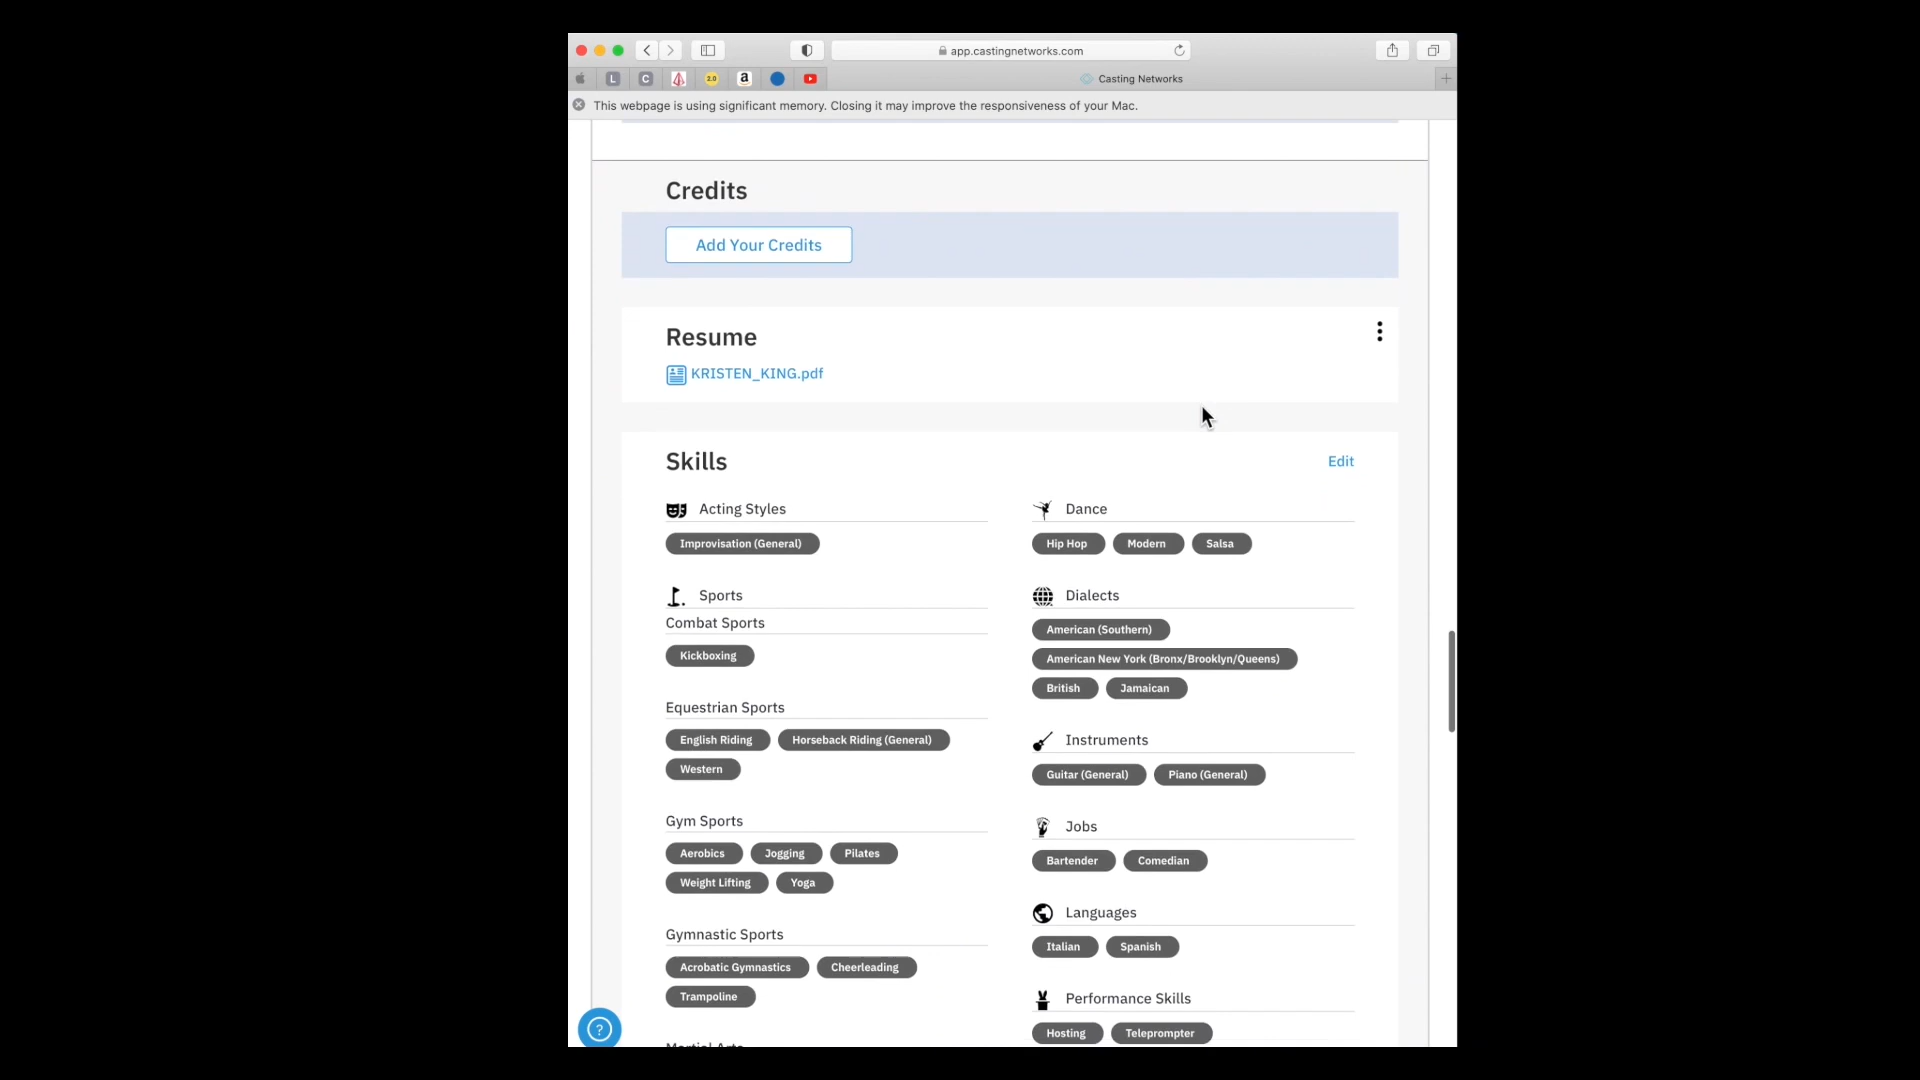 app.castingnetworks.com
L
C
2.0
a
Casting Networks
This webpage is using significant memory. Closing it may improve the responsiveness of your Mac.
Credits
Add Your Credits
Resume
KRISTEN_KING.pdf
Skills
Edit
Acting Styles
Improvisation (General)
Sports
Combat Sports
Kickboxing
Equestrian Sports
English Riding
Horseback Riding (General)
Western
Gym Sports
Aerobics
Jogging
Pilates
Weight Lifting
Yoga
Gymnastic Sports
Acrobatic Gymnastics
Cheerleading
Trampoline
Martial Arts
Dance
Hip Hop
Modern
Salsa
Dialects
American (Southern)
American New York (Bronx/Brooklyn/Queens)
British
Jamaican
Instruments
Guitar (General)
Piano (General)
Jobs
Bartender
Comedian
Languages
Italian
Spanish
Performance Skills
Hosting
Teleprompter
?